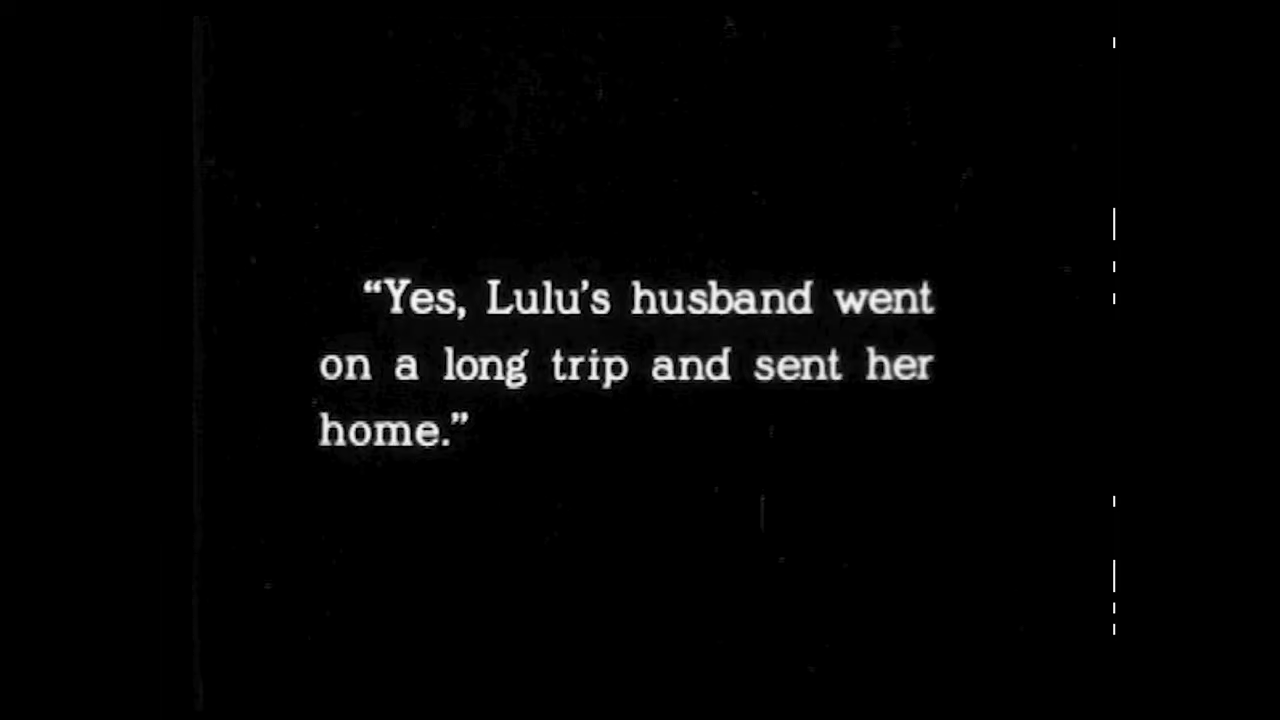 “Yes, Lulu’s husband went
on a long trip and sent her
home.”